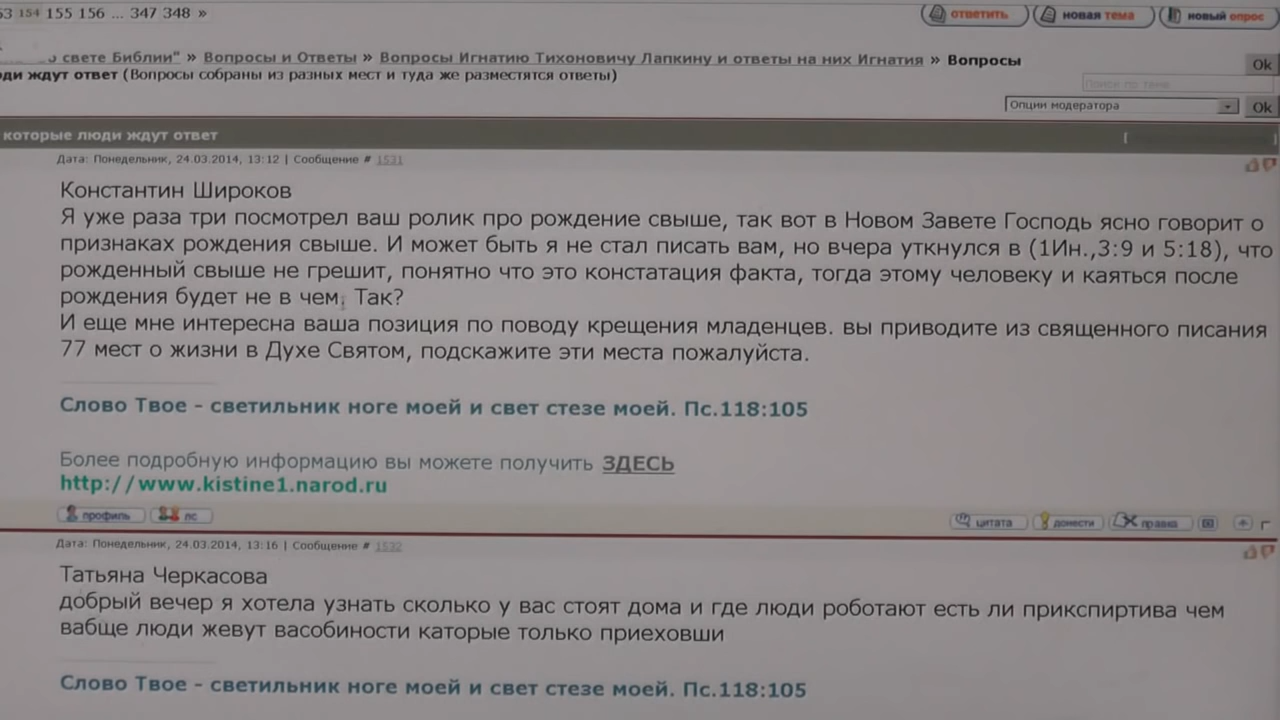 53 154 155 156 ... 347 348 »
ответить
новая тема
новый опрос
о свете Библии" » Вопросы и Ответы » Вопросы Игнатию Тихоновичу Лапкину и ответы на них Игнатия » Вопросы
ди ждут ответ (Вопросы собраны из разных мест и туда же разместятся ответы)
Ok
Поиск по теме
Опции модератора
Ok
которые люди ждут ответ
[
]
Дата: Понедельник, 24.03.2014, 13:12 | Сообщение # 1531
Константин Широков
Я уже раза три посмотрел ваш ролик про рождение свыше, так вот в Новом Завете Господь ясно говорит о
признаках рождения свыше. И может быть я не стал писать вам, но вчера уткнулся в (1Ин.,3:9 и 5:18), что
рожденный свыше не грешит, понятно что это констатация факта, тогда этому человеку и каяться после
рождения будет не в чем. Так?
И еще мне интересна ваша позиция по поводу крещения младенцев. вы приводите из священного писания
77 мест о жизни в Духе Святом, подскажите эти места пожалуйста.
Слово Твое - светильник ноге моей и свет стезе моей. Пс.118:105
Более подробную информацию вы можете получить ЗДЕСЬ
http://www.kistine1.narod.ru
профиль
лс
цитата
донести
правка
Дата: Понедельник, 24.03.2014, 13:16 | Сообщение # 1532
Татьяна Черкасова
добрый вечер я хотела узнать сколько у вас стоят дома и где люди роботают есть ли прикспиртива чем
вабще люди жевут васобиности каторые только приеховши
Слово Твое - светильник ноге моей и свет стезе моей. Пс.118:105